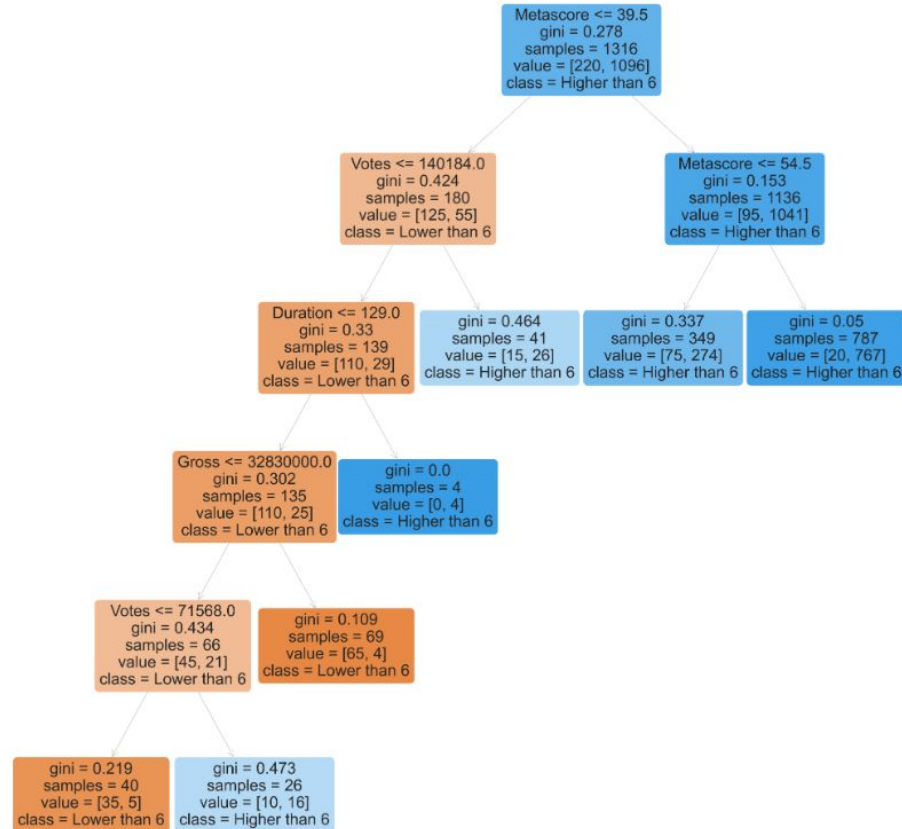 Metascore <= 39.5
gini = 0.278
samples = 1316
value = [220, 1096]
class = Higher than 6
Votes <= 140184.0
gini = 0.424
samples = 180
value = [125, 55]
class = Lower than 6
Metascore <= 54.5
gini = 0.153
samples = 1136
value = [95, 1041]
class = Higher than 6
Duration <= 129.0
gini = 0.33
samples = 139
value = [110, 29]
class = Lower than 6
gini = 0.464
samples = 41
value = [15, 26]
class = Higher than 6
gini = 0.337
samples = 349
value = [75, 274]
class = Higher than 6
gini = 0.05
samples = 787
value = [20, 767]
class = Higher than 6
Gross <= 32830000.0
gini = 0.302
samples = 135
value = [110, 25]
class = Lower than 6
gini = 0.0
samples = 4
value = [0, 4]
class = Higher than 6
Votes <= 71568.0
gini = 0.434
samples = 66
value = [45, 21]
class = Lower than 6
gini = 0.109
samples = 69
value = [65, 4]
class = Lower than 6
gini = 0.219
samples = 40
value = [35, 5]
class = Lower than 6
gini = 0.473
samples = 26
value = [10, 16]
class = Higher than 6